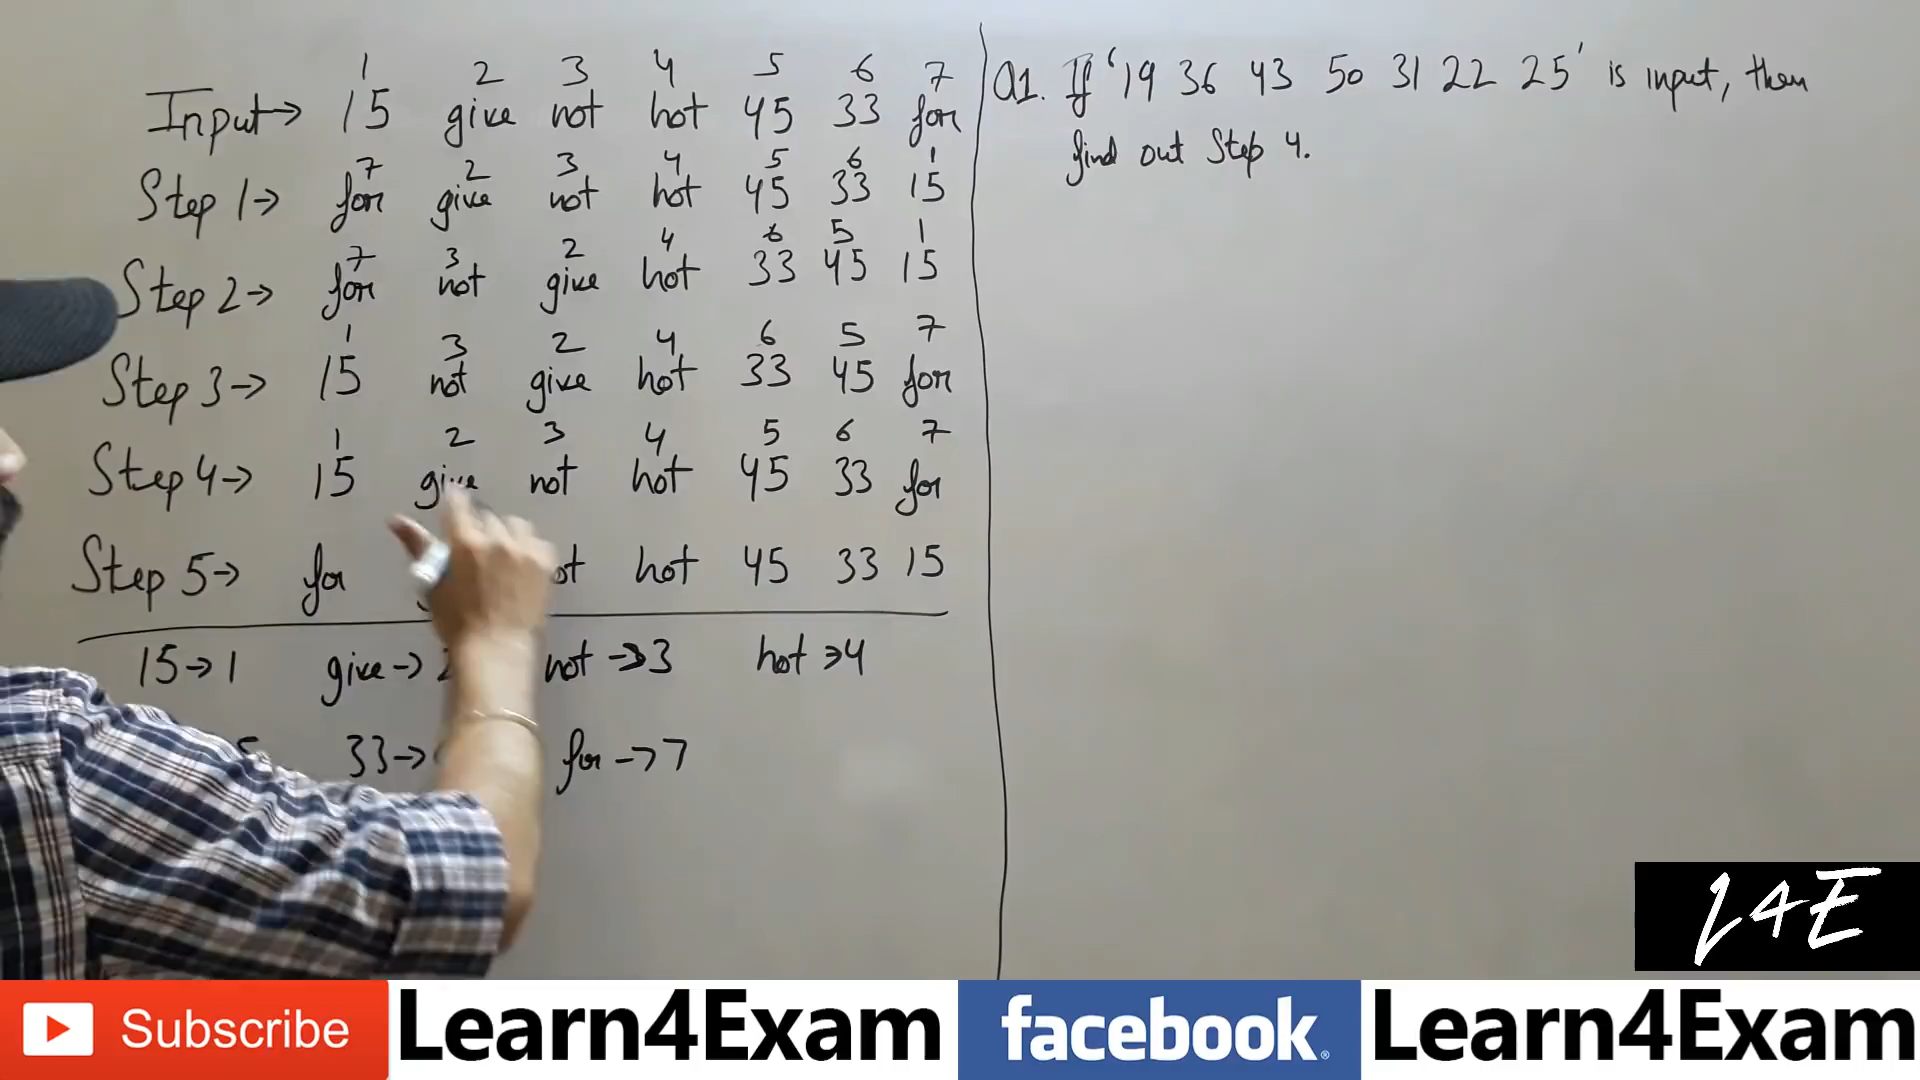 1 2 3 4 5 6 7
Input→ 15 give not hot 45 33 for
7 2 3 4 5 6 1
Step 1→ for give not hot 45 33 15
7 3 2 4 6 5 1
Step 2→ for not give hot 33 45 15
1 3 2 4 6 5 7
Step 3→ 15 not give hot 33 45 for
1 2 3 4 5 6 7
Step 4→ 15 give not hot 45 33 for
Step 5→ for hot 45 33 15
15→1 give→ not→3 hot→4
33→ for→7
Q1. If '19 36 43 50 31 22 25' is input, then
find out Step 4.
L4E
Subscribe Learn4Exam facebook. Learn4Exam